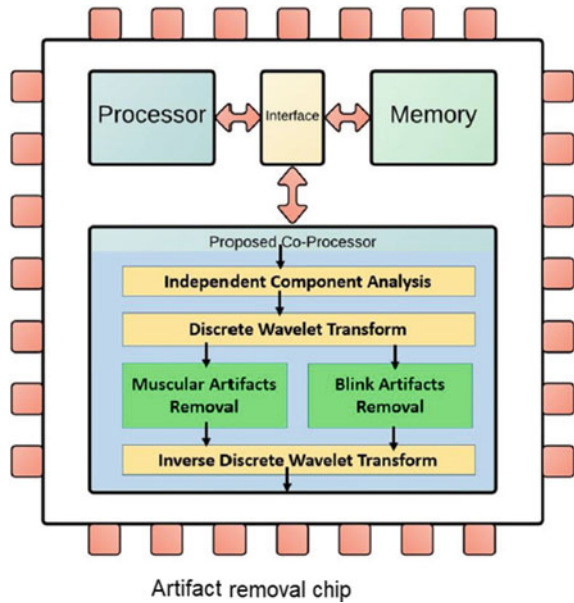 Processor
Interface
Memory
Proposed Co-Processor
Independent Component Analysis
Discrete Wavelet Transform
Muscular Artifacts
Removal
Blink Artifacts
Removal
Inverse Discrete Wavelet Transform
Artifact removal chip